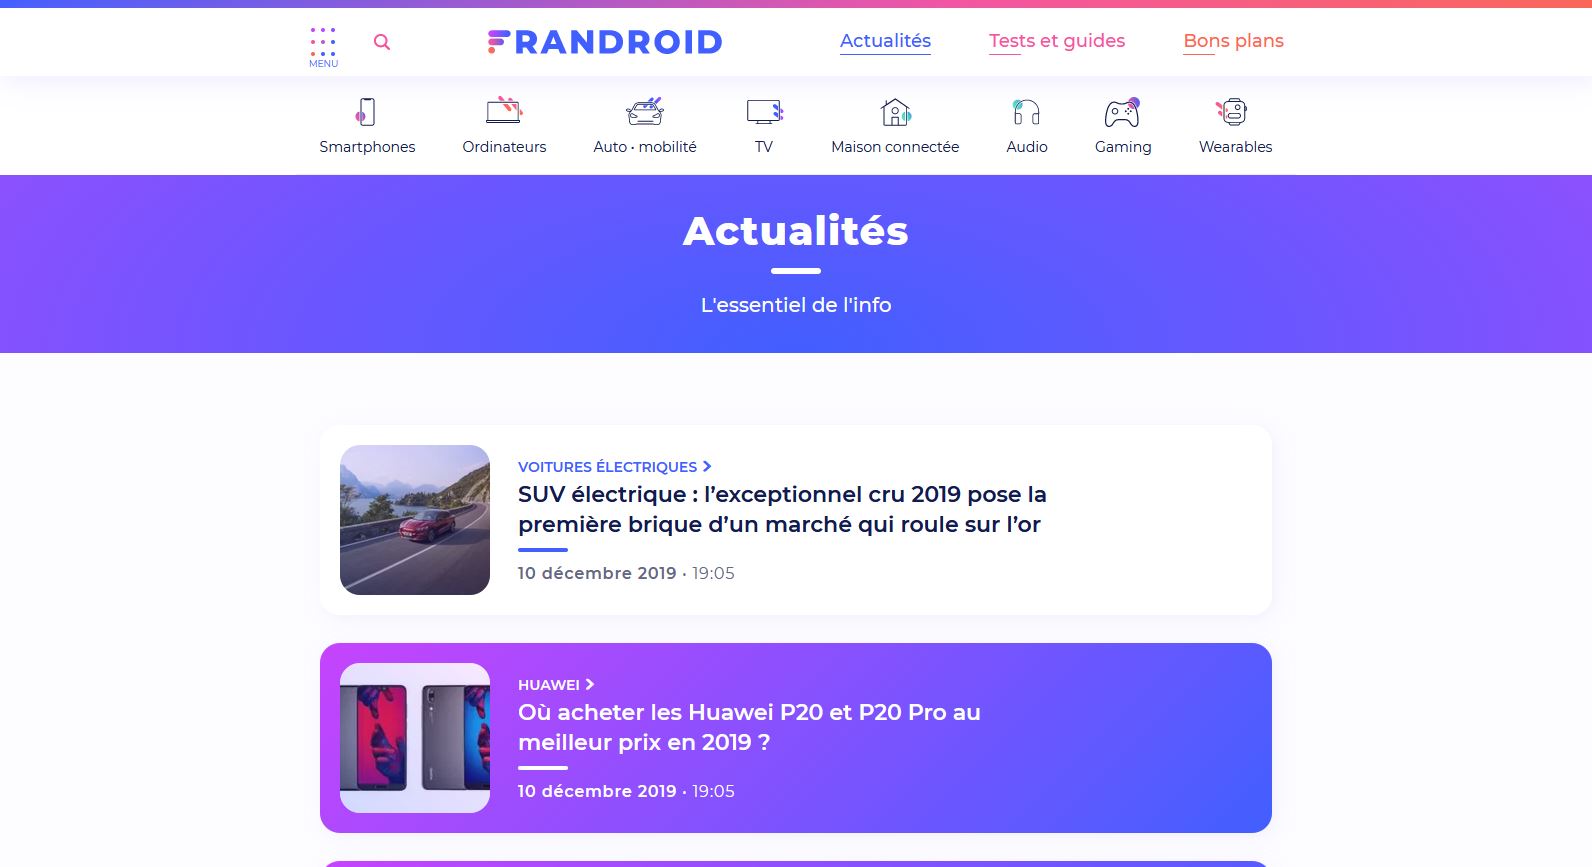 MENU
FRANDROID
Actualités
Tests et guides
Bons plans
Smartphones
Ordinateurs
Auto • mobilité
TV
Maison connectée
Audio
Gaming
Wearables
Actualités
L'essentiel de l'info
VOITURES ÉLECTRIQUES
SUV électrique : l’exceptionnel cru 2019 pose la
première brique d’un marché qui roule sur l’or
10 décembre 2019 • 19:05
HUAWEI
Où acheter les Huawei P20 et P20 Pro au
meilleur prix en 2019 ?
10 décembre 2019 • 19:05